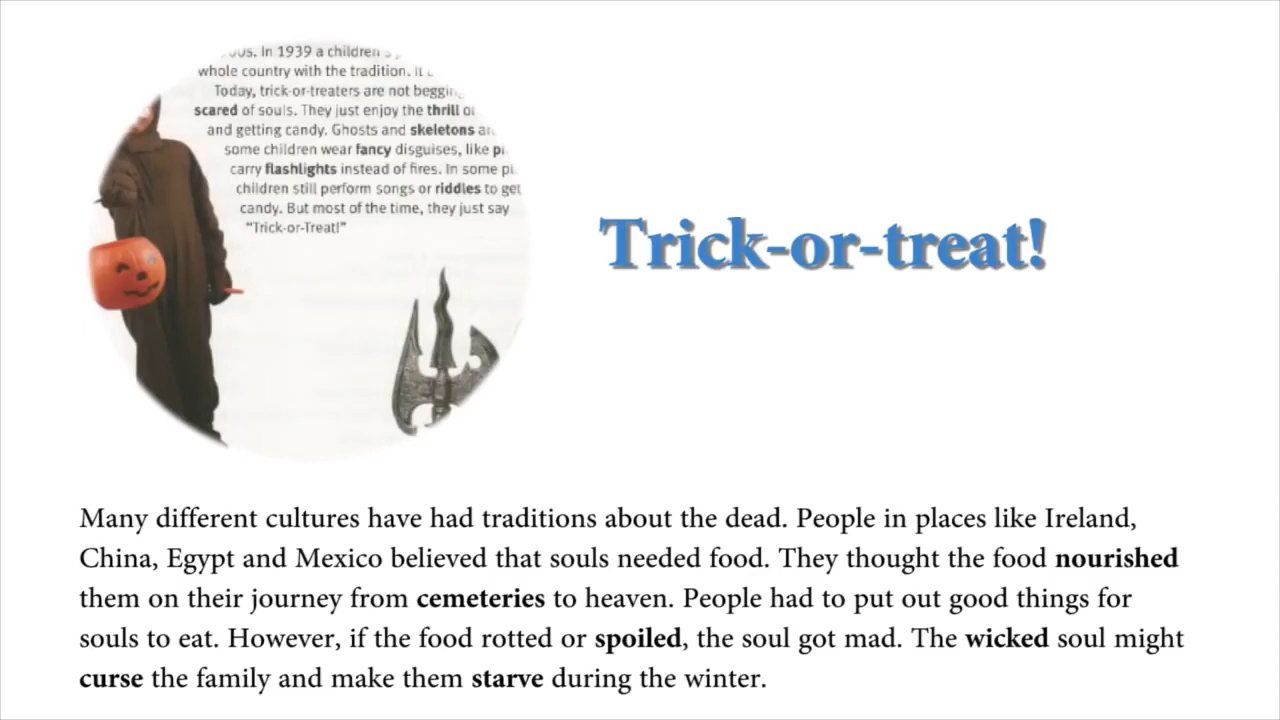 In 1939 a children's
whole country with the tradition. It
Today, trick-or-treaters are not begging
scared of souls. They just enjoy the thrill of
and getting candy. Ghosts and skeletons
some children wear fancy disguises, like
carry flashlights instead of fires. In some
children still perform songs or riddles to get
candy. But most of the time, they just say
"Trick-or-Treat!"
Trick-or-treat!
Many different cultures have had traditions about the dead. People in places like Ireland,
China, Egypt and Mexico believed that souls needed food. They thought the food nourished
them on their journey from cemeteries to heaven. People had to put out good things for
souls to eat. However, if the food rotted or spoiled, the soul got mad. The wicked soul might
curse the family and make them starve during the winter.